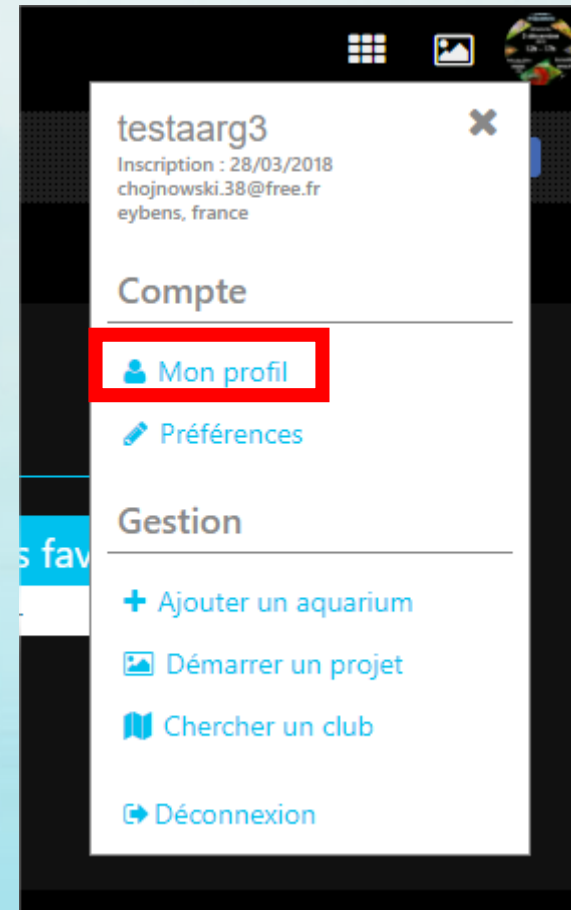 testaarg3
Inscription : 28/03/2018
chojnowski.38@free.fr
eybens, france
Compte
Mon profil
Préférences
Gestion
s fav
Ajouter un aquarium
Démarrer un projet
Chercher un club
Déconnexion